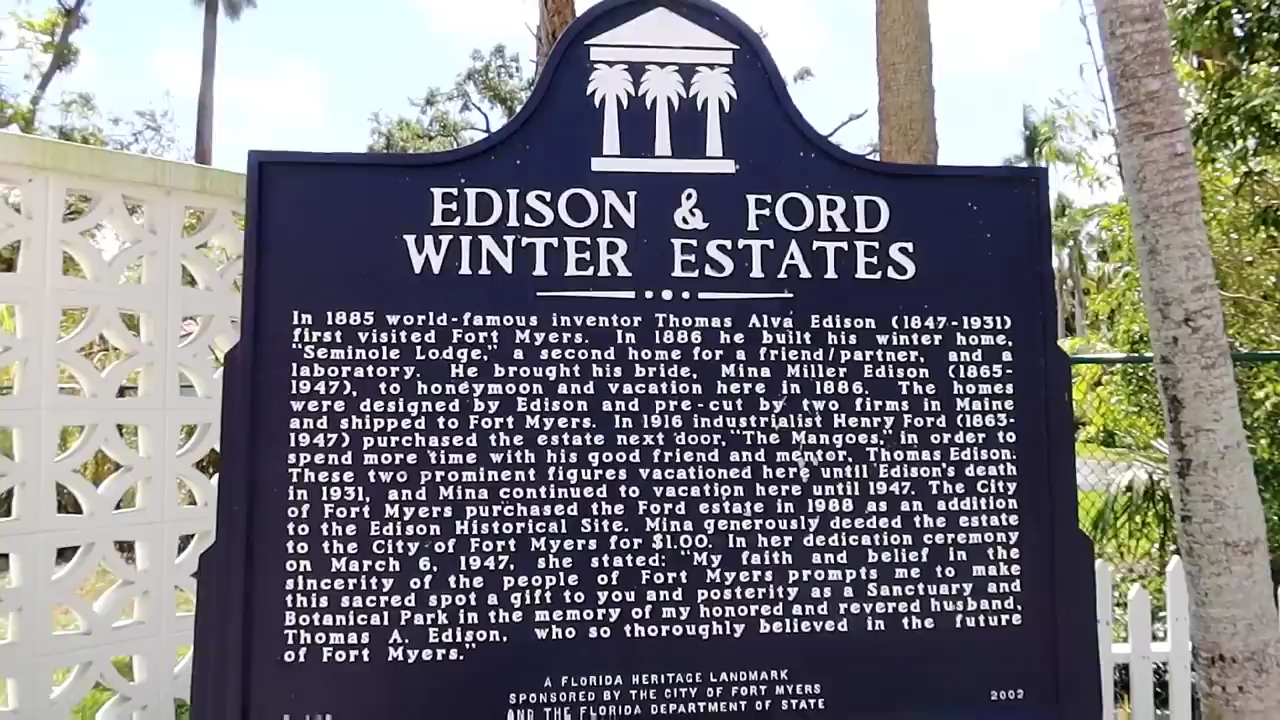 EDISON & FORD
WINTER ESTATES
In 1885 world-famous inventor Thomas Alva Edison (1847-1931)
first visited Fort Myers. In 1886 he built his winter home,
"Seminole Lodge," a second home for a friend/partner, and a
laboratory. He brought his bride, Mina Miller Edison (1865-
1947), to honeymoon and vacation here in 1886. The homes
were designed by Edison and pre-cut by two firms in Maine
and shipped to Fort Myers. In 1916 industrialist Henry Ford (1863-
1947) purchased the estate next door, "The Mangoes," in order to
spend more time with his good friend and mentor, Thomas Edison.
These two prominent figures vacationed here until Edison's death
in 1931, and Mina continued to vacation here until 1947. The City
of Fort Myers purchased the Ford estate in 1988 as an addition
to the Edison Historical Site. Mina generously deeded the estate
to the City of Fort Myers for $1.00. In her dedication ceremony
on March 6, 1947, she stated: "My faith and belief in the
sincerity of the people of Fort Myers prompts me to make
this sacred spot a gift to you and posterity as a Sanctuary and
Botanical Park in the memory of my honored and revered husband,
Thomas A. Edison, who so thoroughly believed in the future
of Fort Myers."
A FLORIDA HERITAGE LANDMARK
SPONSORED BY THE CITY OF FORT MYERS
AND THE FLORIDA DEPARTMENT OF STATE
2002